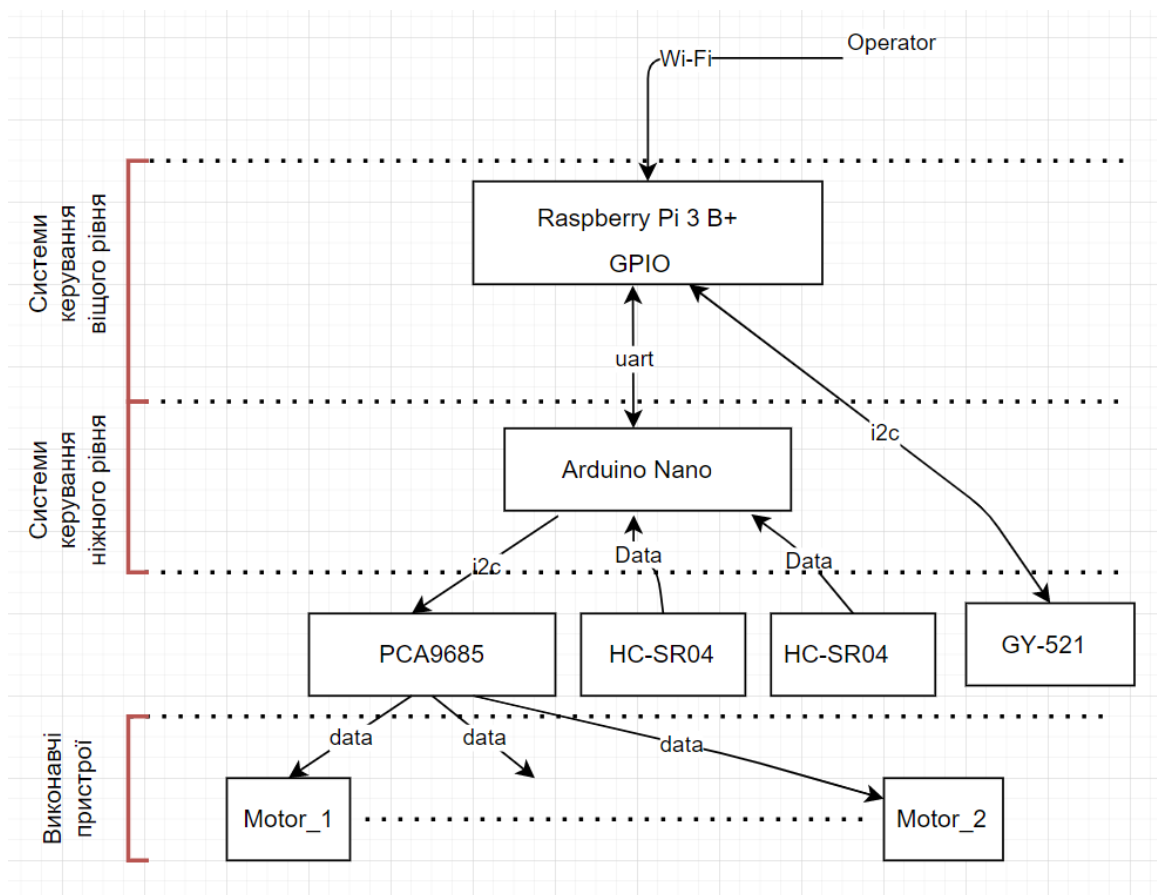 Operator
Wi-Fi
Системи
керування
віщого рівня
Raspberry Pi 3 B+
GPIO
uart
i2c
Системи
керування
ніжного рівня
Arduino Nano
i2c
Data
Data
PCA9685
HC-SR04
HC-SR04
GY-521
Виконавчі
пристрої
data
data
data
Motor_1
Motor_2